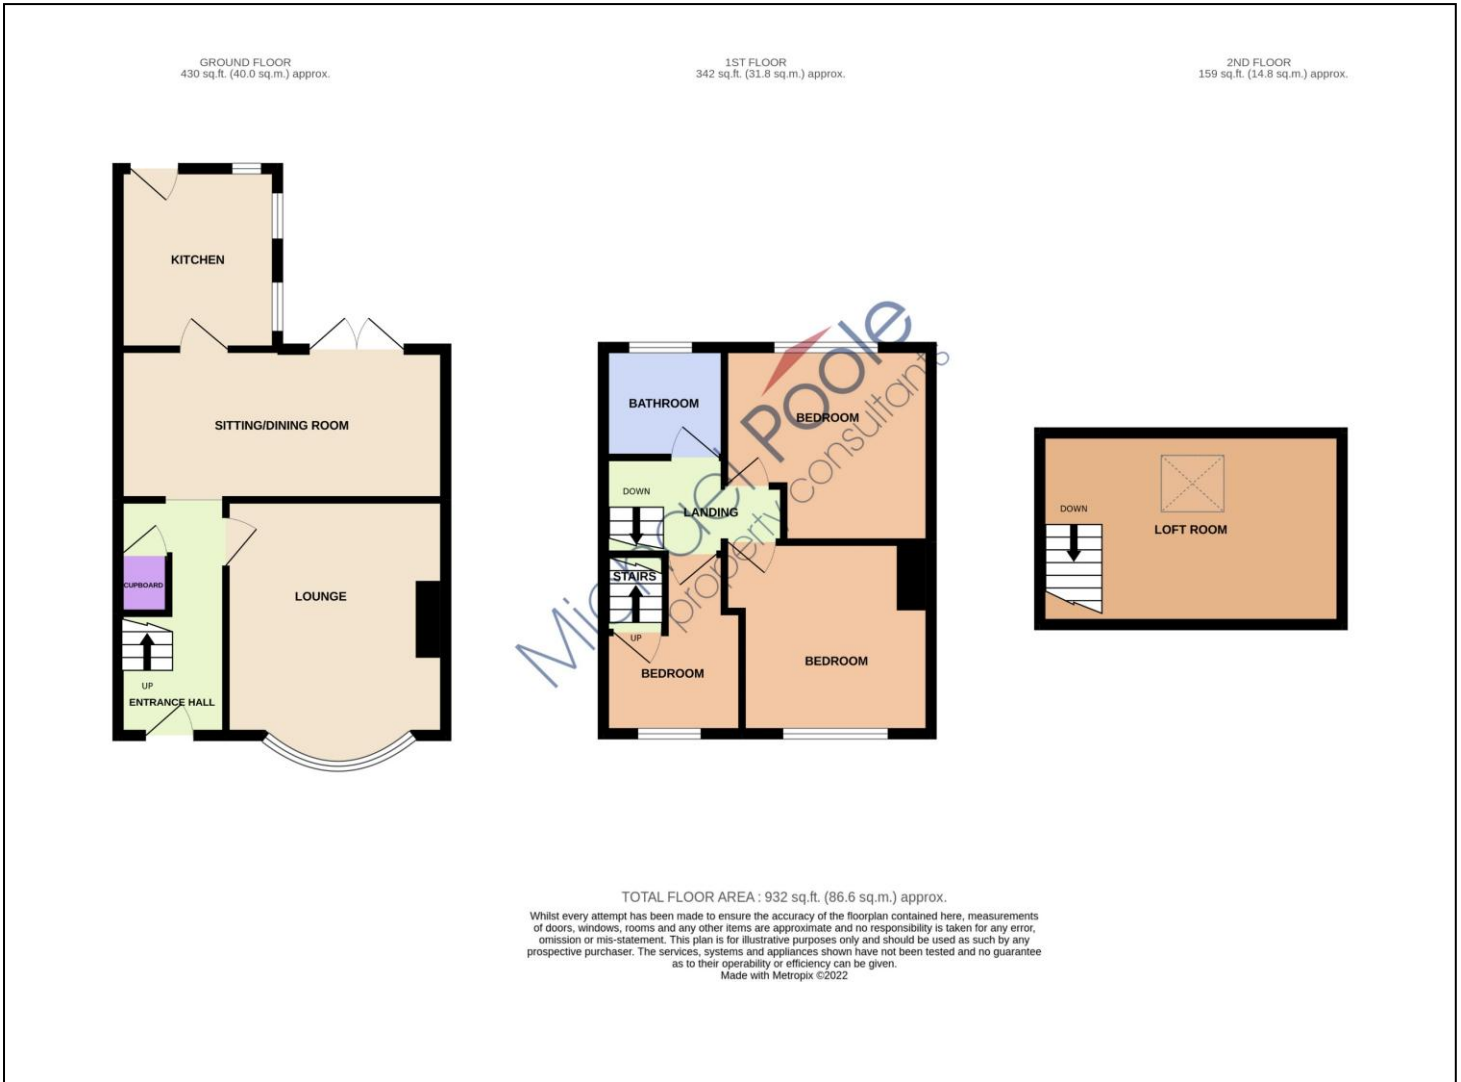 GROUND FLOOR
430 sq.ft. (40.0 sq.m.) approx.
1ST FLOOR
342 sq.ft. (31.8 sq.m.) approx.
2ND FLOOR
159 sq.ft. (14.8 sq.m.) approx.
KITCHEN
SITTING/DINING ROOM
CUPBOARD
LOUNGE
UP
ENTRANCE HALL
BATHROOM
BEDROOM
DOWN
LANDING
STAIRS
UP
BEDROOM
BEDROOM
DOWN
LOFT ROOM
Michael Poole
property consultants
TOTAL FLOOR AREA : 932 sq.ft. (86.6 sq.m.) approx.
Whilst every attempt has been made to ensure the accuracy of the floorplan contained here, measurements
of doors, windows, rooms and any other items are approximate and no responsibility is taken for any error,
omission or mis-statement. This plan is for illustrative purposes only and should be used as such by any
prospective purchaser. The services, systems and appliances shown have not been tested and no guarantee
as to their operability or efficiency can be given.
Made with Metropix ©2022